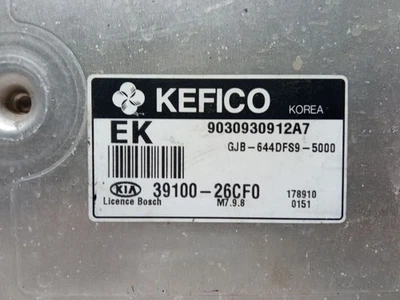 KEFICO KOREA
EK 9030930912A7
GJB-644DFS9-5000
KIA 39100-26CF0 178910
Licence Bosch M7.9.8 0151